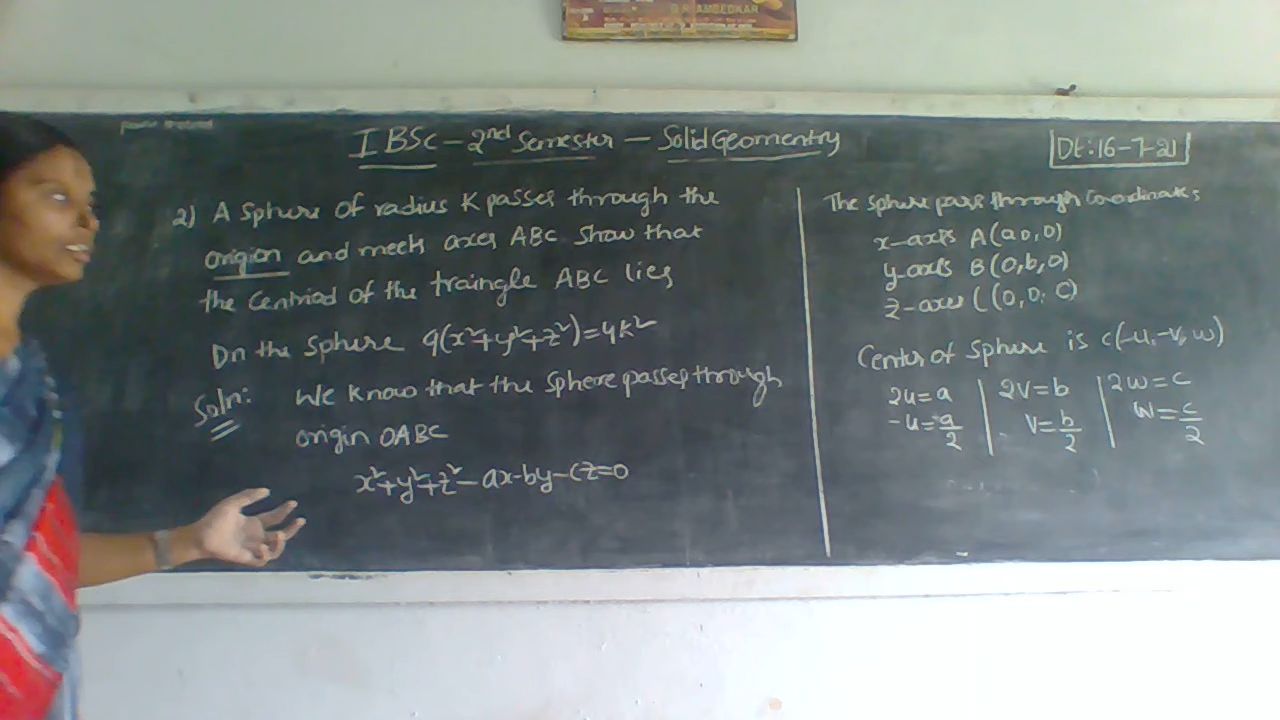 B.R. AMBEDKAR
I BSc - 2nd Semester - Solid Geomentry
Dt: 16-7-21
2) A Sphere of radius K passes through the
origion and meets axes ABC Show that
the Centriod of the traingle ABC lies
On the Sphere 9(x²+y²+z²)=4k²
Soln: We know that the Sphere passes through
origin OABC
x²+y²+z²-ax-by-cz=0
The Sphere pass through Coordinates
x-axis A(a,0,0)
y-axis B(0,b,0)
z-axes C(0,0,C)
Center of Sphere is c(-u,-v,w)
2u=a | 2v=b | 2w=c
-u=a/2 | v=b/2 | w=c/2